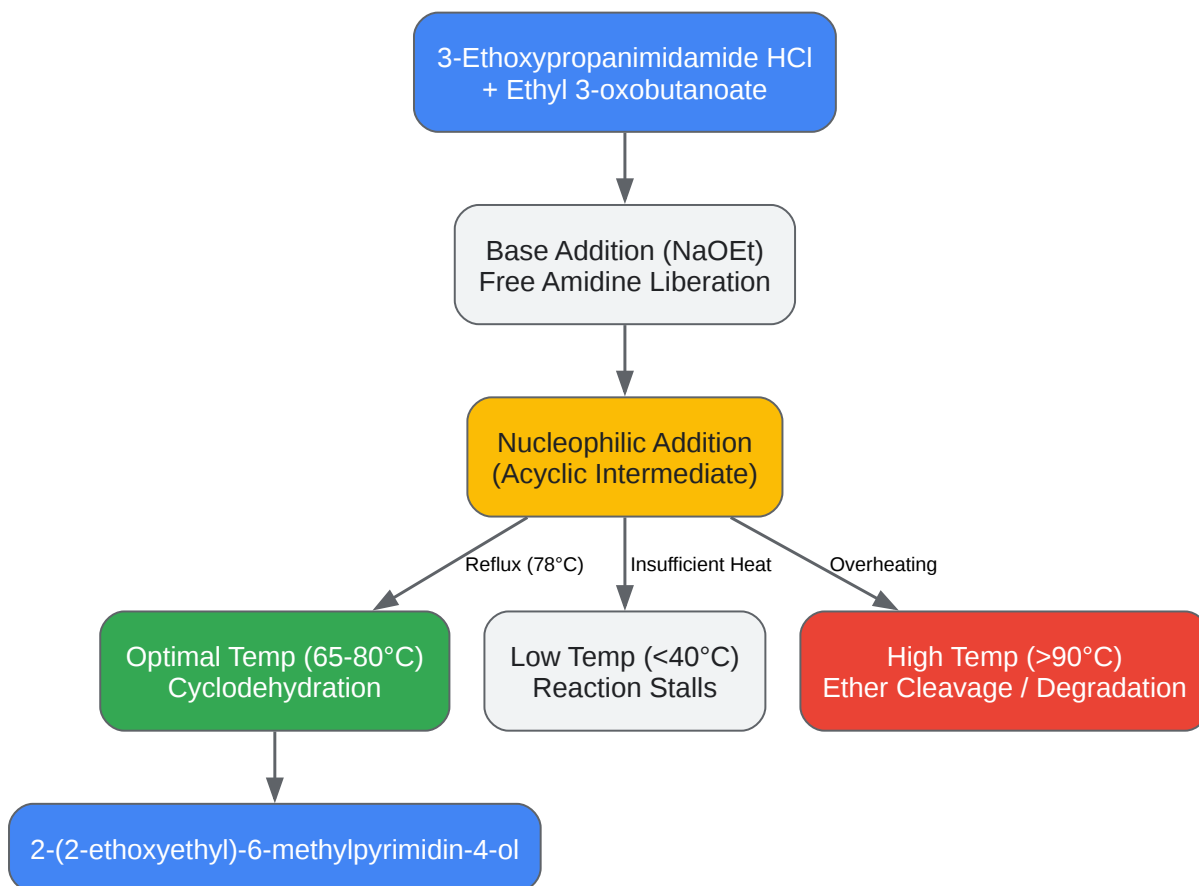 3-Ethoxypropanimidamide HCl
+ Ethyl 3-oxobutanoate
Base Addition (NaOEt)
Free Amidine Liberation
Nucleophilic Addition
(Acyclic Intermediate)
Reflux (78°C)
Insufficient Heat
Overheating
Optimal Temp (65-80°C)
Cyclodehydration
Low Temp (<40°C)
Reaction Stalls
High Temp (>90°C)
Ether Cleavage / Degradation
2-(2-ethoxyethyl)-6-methylpyrimidin-4-ol